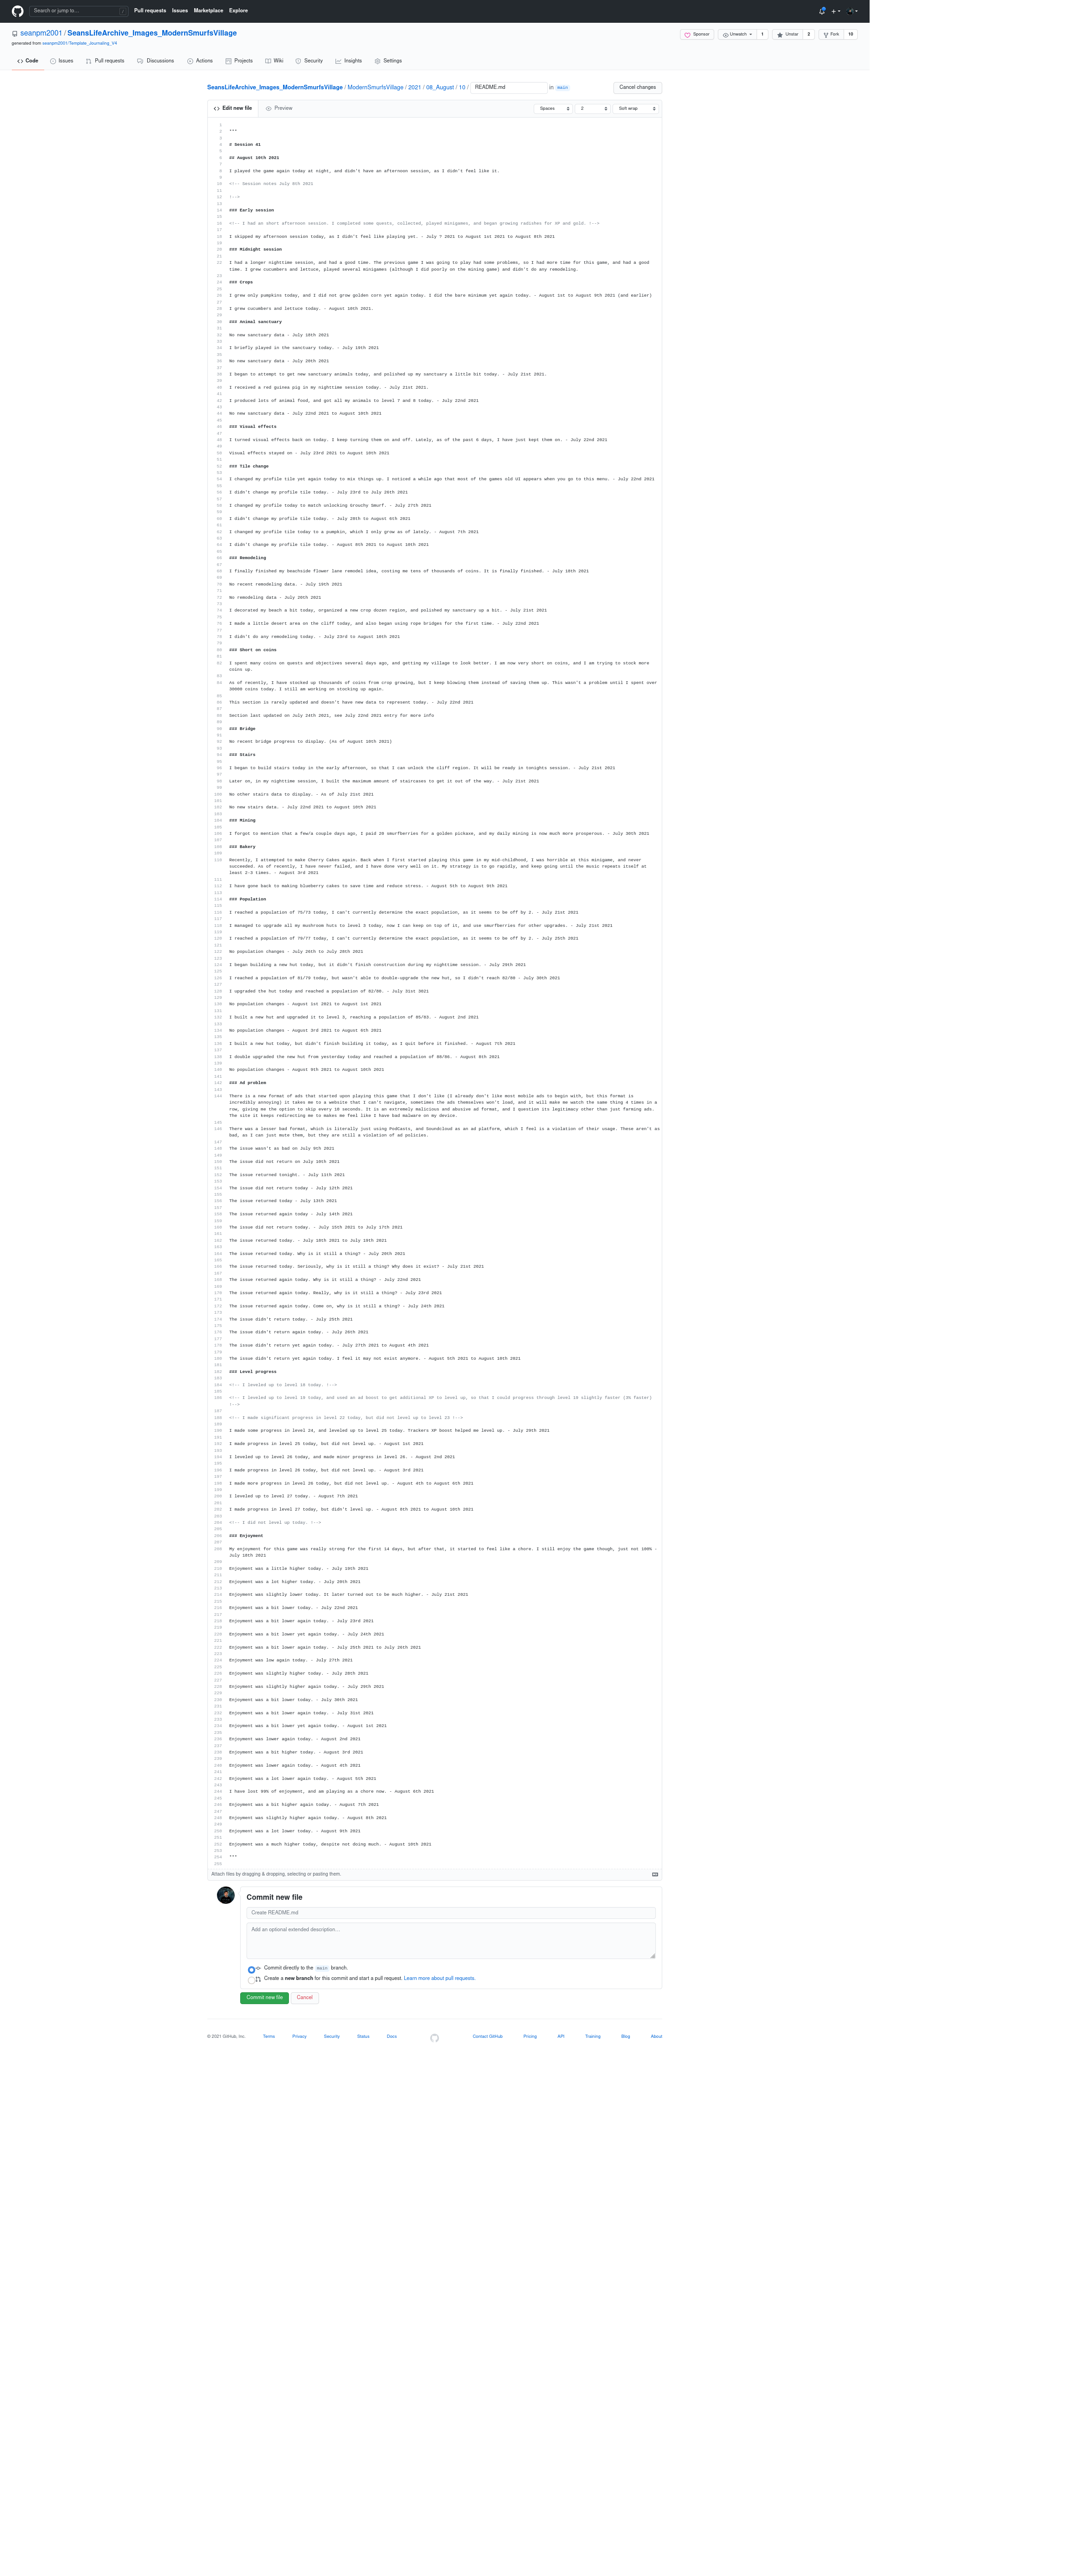 Search or jump to… /
Pull requests Issues Marketplace Explore
seanpm2001 / SeansLifeArchive_Images_ModernSmurfsVillage
generated from seanpm2001/Template_Journaling_V4
Sponsor Unwatch 1 Unstar 2 Fork 15
Code Issues Pull requests Discussions Actions Projects Wiki Security Insights Settings
SeansLifeArchive_Images_ModernSmurfsVillage / ModernSmurfsVillage / 2021 / 08_August / 10 / README.md in main
Cancel changes
Edit new file Preview
Spaces 2 Soft wrap
***
# Session 41
## August 10th 2021
I played the game again today at night, and didn't have an afternoon session, as I didn't feel like it.
<!-- Session notes July 8th 2021
!-->
### Early session
<!-- I had an short afternoon session. I completed some quests, collected, played minigames, and began growing radishes for XP and gold. !-->
I skipped my afternoon session today, as I didn't feel like playing yet. - July ? 2021 to August 1st 2021 to August 8th 2021
### Midnight session
I had a longer nighttime session, and had a good time. The previous game I was going to play had some problems, so I had more time for this game, and had a good
time. I grew cucumbers and lettuce, played several minigames (although I did poorly on the mining game) and didn't do any remodeling.
### Crops
I grew only pumpkins today, and I did not grow golden corn yet again today. I did the bare minimum yet again today. - August 1st to August 9th 2021 (and earlier)
I grew cucumbers and lettuce today. - August 10th 2021.
### Animal sanctuary
No new sanctuary data - July 18th 2021
I briefly played in the sanctuary today. - July 19th 2021
No new sanctuary data - July 20th 2021
I began to attempt to get new sanctuary animals today, and polished up my sanctuary a little bit today. - July 21st 2021.
I received a red guinea pig in my nighttime session today. - July 21st 2021.
I produced lots of animal food, and got all my animals to level 7 and 8 today. - July 22nd 2021
No new sanctuary data - July 22nd 2021 to August 10th 2021
### Visual effects
I turned visual effects back on today. I keep turning them on and off. Lately, as of the past 6 days, I have just kept them on. - July 22nd 2021
Visual effects stayed on - July 23rd 2021 to August 10th 2021
### Tile change
I changed my profile tile yet again today to mix things up. I noticed a while ago that most of the games old UI appears when you go to this menu. - July 22nd 2021
I didn't change my profile tile today. - July 23rd to July 26th 2021
I changed my profile today to match unlocking Grouchy Smurf. - July 27th 2021
I didn't change my profile tile today. - July 28th to August 6th 2021
I changed my profile tile today to a pumpkin, which I only grow as of lately. - August 7th 2021
I didn't change my profile tile today. - August 8th 2021 to August 10th 2021
### Remodeling
I finally finished my beachside flower lane remodel idea, costing me tens of thousands of coins. It is finally finished. - July 18th 2021
No recent remodeling data. - July 19th 2021
No remodeling data - July 20th 2021
I decorated my beach a bit today, organized a new crop dozen region, and polished my sanctuary up a bit. - July 21st 2021
I made a little desert area on the cliff today, and also began using rope bridges for the first time. - July 22nd 2021
I didn't do any remodeling today. - July 23rd to August 10th 2021
### Short on coins
I spent many coins on quests and objectives several days ago, and getting my village to look better. I am now very short on coins, and I am trying to stock more
coins up.
As of recently, I have stocked up thousands of coins from crop growing, but I keep blowing them instead of saving them up. This wasn't a problem until I spent over
30000 coins today. I still am working on stocking up again.
This section is rarely updated and doesn't have new data to represent today. - July 22nd 2021
Section last updated on July 24th 2021, see July 22nd 2021 entry for more info
### Bridge
No recent bridge progress to display. (As of August 10th 2021)
### Stairs
I began to build stairs today in the early afternoon, so that I can unlock the cliff region. It will be ready in tonights session. - July 21st 2021
Later on, in my nighttime session, I built the maximum amount of staircases to get it out of the way. - July 21st 2021
No other stairs data to display. - As of July 21st 2021
No new stairs data. - July 22nd 2021 to August 10th 2021
### Mining
I forgot to mention that a few/a couple days ago, I paid 20 smurfberries for a golden pickaxe, and my daily mining is now much more prosperous. - July 30th 2021
### Bakery
Recently, I attempted to make Cherry Cakes again. Back when I first started playing this game in my mid-childhood, I was horrible at this minigame, and never
succeeded. As of recently, I have never failed, and I have done very well on it. My strategy is to go rapidly, and keep going until the music repeats itself at
least 2-3 times. - August 3rd 2021
I have gone back to making blueberry cakes to save time and reduce stress. - August 5th to August 9th 2021
### Population
I reached a population of 75/73 today, I can't currently determine the exact population, as it seems to be off by 2. - July 21st 2021
I managed to upgrade all my mushroom huts to level 3 today, now I can keep on top of it, and use smurfberries for other upgrades. - July 21st 2021
I reached a population of 79/77 today, I can't currently determine the exact population, as it seems to be off by 2. - July 25th 2021
No population changes - July 26th to July 28th 2021
I began building a new hut today, but it didn't finish construction during my nighttime session. - July 29th 2021
I reached a population of 81/79 today, but wasn't able to double-upgrade the new hut, so I didn't reach 82/80 - July 30th 2021
I upgraded the hut today and reached a population of 82/80. - July 31st 2021
No population changes - August 1st 2021 to August 1st 2021
I built a new hut and upgraded it to level 3, reaching a population of 85/83. - August 2nd 2021
No population changes - August 3rd 2021 to August 6th 2021
I built a new hut today, but didn't finish building it today, as I quit before it finished. - August 7th 2021
I double upgraded the new hut from yesterday today and reached a population of 88/86. - August 8th 2021
No population changes - August 9th 2021 to August 10th 2021
### Ad problem
There is a new format of ads that started upon playing this game that I don't like (I already don't like most mobile ads to begin with, but this format is
incredibly annoying) it takes me to a website that I can't navigate, sometimes the ads themselves won't load, and it will make me watch the same thing 4 times in a
row, giving me the option to skip every 10 seconds. It is an extremely malicious and abusive ad format, and I question its legitimacy other than just farming ads.
The site it keeps redirecting me to makes me feel like I have bad malware on my device.
There was a lesser bad format, which is literally just using PodCasts, and Soundcloud as an ad platform, which I feel is a violation of their usage. These aren't as
bad, as I can just mute them, but they are still a violation of ad policies.
The issue wasn't as bad on July 9th 2021
The issue did not return on July 10th 2021
The issue returned tonight. - July 11th 2021
The issue did not return today - July 12th 2021
The issue returned today - July 13th 2021
The issue returned again today - July 14th 2021
The issue did not return today. - July 15th 2021 to July 17th 2021
The issue returned today. - July 18th 2021 to July 19th 2021
The issue returned today. Why is it still a thing? - July 20th 2021
The issue returned today. Seriously, why is it still a thing? Why does it exist? - July 21st 2021
The issue returned again today. Why is it still a thing? - July 22nd 2021
The issue returned again today. Really, why is it still a thing? - July 23rd 2021
The issue returned again today. Come on, why is it still a thing? - July 24th 2021
The issue didn't return today. - July 25th 2021
The issue didn't return again today. - July 26th 2021
The issue didn't return yet again today - July 27th 2021 to August 4th 2021
The issue didn't return yet again today. I feel it may not exist anymore. - August 5th 2021 to August 10th 2021
### Level progress
<!-- I leveled up to level 18 today. !-->
<!-- I leveled up to level 19 today, and used an ad boost to get additional XP to level up, so that I could progress through level 19 slightly faster (3% faster)
!-->
<!-- I made significant progress in level 22 today, but did not level up to level 23 !-->
I made some progress in level 24, and leveled up to level 25 today. Trackers XP boost helped me level up. - July 29th 2021
I made progress in level 25 today, but did not level up. - August 1st 2021
I leveled up to level 26 today, and made minor progress in level 26. - August 2nd 2021
I made progress in level 26 today, but did not level up. - August 3rd 2021
I made more progress in level 26 today, but did not level up. - August 4th to August 6th 2021
I leveled up to level 27 today. - August 7th 2021
I made progress in level 27 today, but didn't level up. - August 8th 2021 to August 10th 2021
<!-- I did not level up today. !-->
### Enjoyment
My enjoyment for this game was really strong for the first 14 days, but after that, it started to feel like a chore. I still enjoy the game though, just not 100% -
July 18th 2021
Enjoyment was a little higher today. - July 19th 2021
Enjoyment was a lot higher today. - July 20th 2021
Enjoyment was slightly lower today. It later turned out to be much higher. - July 21st 2021
Enjoyment was a bit lower today. - July 22nd 2021
Enjoyment was a bit lower again today. - July 23rd 2021
Enjoyment was a bit lower yet again today. - July 24th 2021
Enjoyment was a bit lower again today. - July 25th 2021 to July 26th 2021
Enjoyment was low again today. - July 27th 2021
Enjoyment was slightly higher today. - July 28th 2021
Enjoyment was slightly higher again today. - July 29th 2021
Enjoyment was a bit lower today. - July 30th 2021
Enjoyment was a bit lower again today. - July 31st 2021
Enjoyment was a bit lower yet again today. - August 1st 2021
Enjoyment was lower again today. - August 2nd 2021
Enjoyment was a bit higher today. - August 3rd 2021
Enjoyment was lower again today. - August 4th 2021
Enjoyment was a lot lower again today. - August 5th 2021
I have lost 99% of enjoyment, and am playing as a chore now. - August 6th 2021
Enjoyment was a bit higher again today. - August 7th 2021
Enjoyment was slightly higher again today. - August 8th 2021
Enjoyment was a lot lower today. - August 9th 2021
Enjoyment was a much higher today, despite not doing much. - August 10th 2021
***
Attach files by dragging & dropping, selecting or pasting them.
Commit new file
Create README.md
Add an optional extended description…
Commit directly to the main branch.
Create a new branch for this commit and start a pull request. Learn more about pull requests.
Commit new file Cancel
© 2021 GitHub, Inc. Terms Privacy Security Status Docs Contact GitHub Pricing API Training Blog About